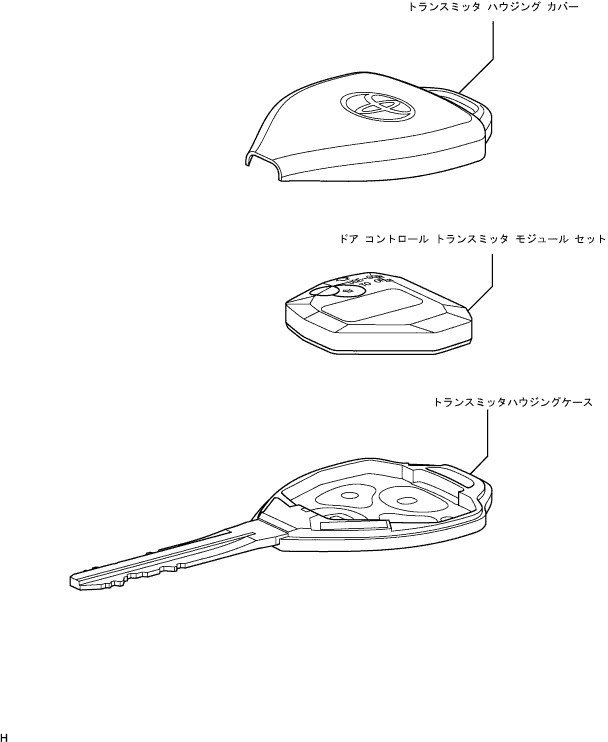 トランスミッタ ハウジング カバー
ドア コントロール トランスミッタ モジュール セット
トランスミッタハウジングケース
H